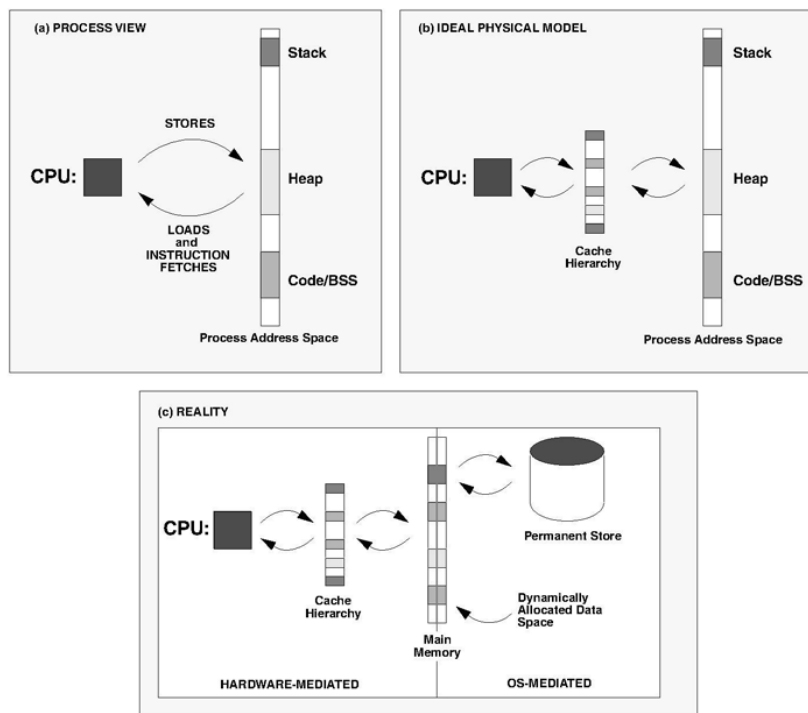 (a) PROCESS VIEW
Stack
STORES
CPU:
Heap
LOADS
and
INSTRUCTION
FETCHES
Code/BSS
Process Address Space
(b) IDEAL PHYSICAL MODEL
Stack
CPU:
Heap
Cache
Hierarchy
Code/BSS
Process Address Space
(c) REALITY
CPU:
Cache
Hierarchy
Main
Memory
Permanent Store
Dynamically
Allocated Data
Space
HARDWARE-MEDIATED
OS-MEDIATED